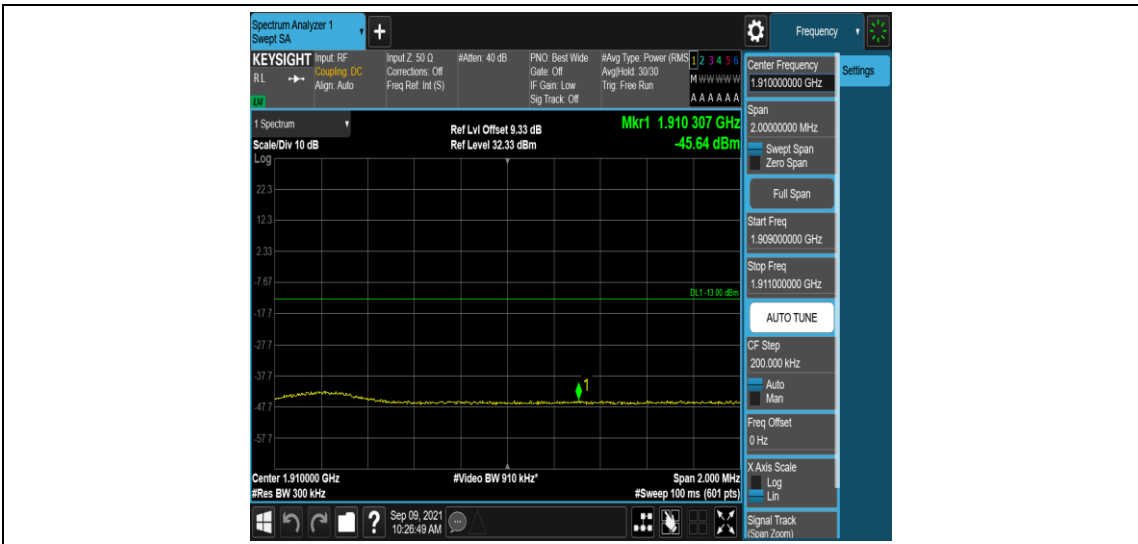 Spectrum Analyzer 1
Swept SA
Frequency
KEYSIGHT
RL
LXI
Input: RF
Coupling: DC
Align: Auto
Input Z: 50 Ω
Corrections: Off
Freq Ref: Int (S)
#Atten: 40 dB
PNO: Best Wide
Gate: Off
IF Gain: Low
Sig Track: Off
#Avg Type: Power (RMS
Avg|Hold: 30/30
Trig: Free Run
1 2 3 4 5 6
M W W W W W
A A A A A A
1 Spectrum
Scale/Div 10 dB
Log
Ref Lvl Offset 9.33 dB
Ref Level 32.33 dBm
Mkr1 1.910 307 GHz
-45.64 dBm
22.3
12.3
2.33
-7.67
DL1 -13.00 dBm
-17.7
-27.7
-37.7
1
-47.7
-57.7
Center 1.910000 GHz
#Video BW 910 kHz*
Span 2.000 MHz
#Res BW 300 kHz
#Sweep 100 ms (601 pts)
?
Sep 09, 2021
10:26:49 AM
Center Frequency
1.910000000 GHz
Settings
Span
2.00000000 MHz
Swept Span
Zero Span
Full Span
Start Freq
1.909000000 GHz
Stop Freq
1.911000000 GHz
AUTO TUNE
CF Step
200.000 kHz
Auto
Man
Freq Offset
0 Hz
X Axis Scale
Log
Lin
Signal Track
(Span Zoom)